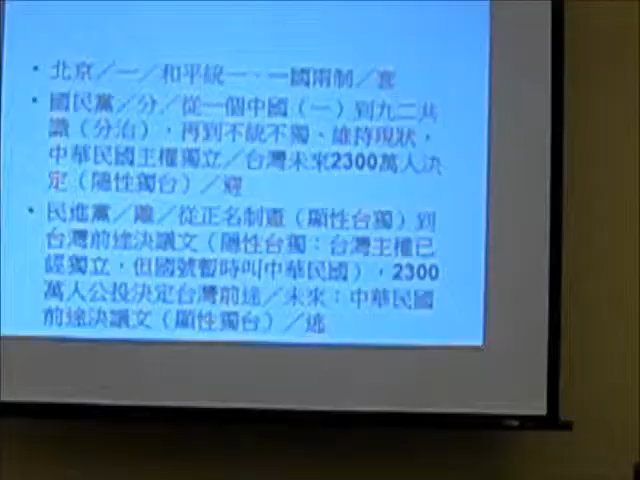 • 北京／一／和平統一、一國兩制／套
• 國民黨／分／從一個中國（一）到九二共
識（分治），再到不統不獨、維持現狀，
中華民國主權獨立／台灣未來2300萬人決
定（隱性獨台）／避
• 民進黨／離／從正名制憲（顯性台獨）到
台灣前途決議文（隱性台獨：台灣主權已
經獨立，但國號暫時叫中華民國），2300
萬人公投決定台灣前途／未來：中華民國
前途決議文（顯性獨台）／逃